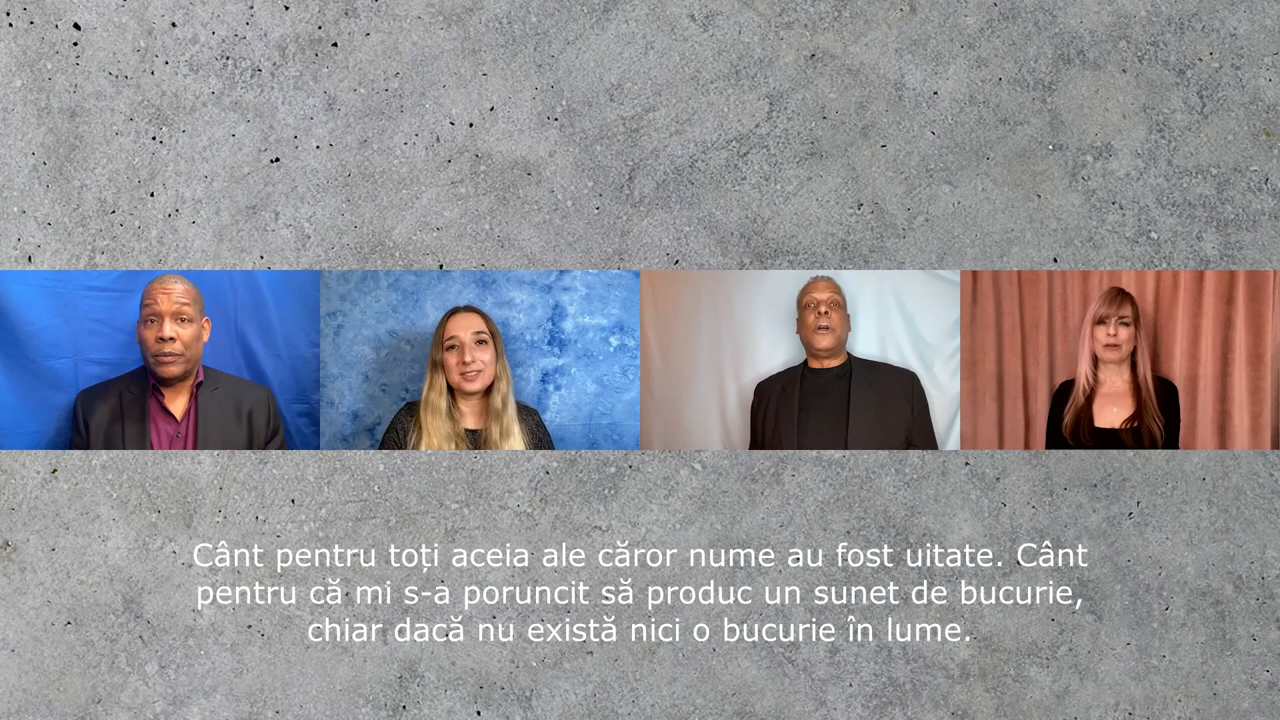 Cânt pentru toți aceia ale căror nume au fost uitate. Cânt
pentru că mi s-a poruncit să produc un sunet de bucurie,
chiar dacă nu există nici o bucurie în lume.